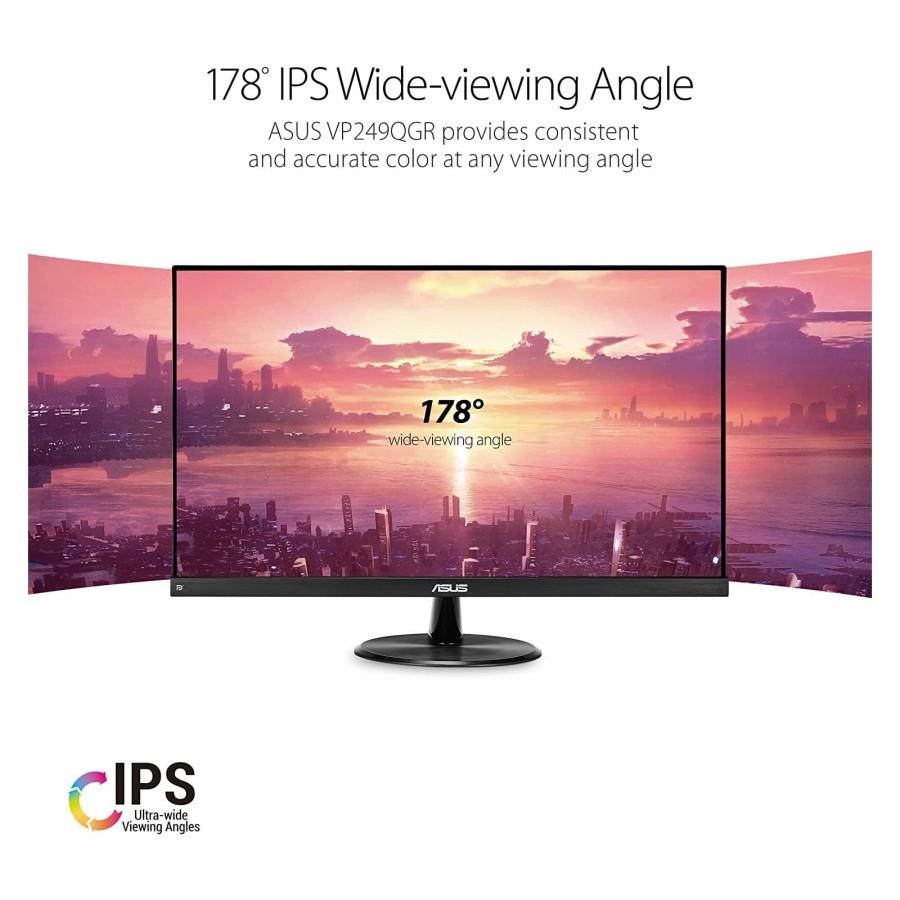 178° IPS Wide-viewing Angle
ASUS VP249QGR provides consistent
and accurate color at any viewing angle
178°
wide-viewing angle
ASUS
IPS
Ultra-wide
Viewing Angles